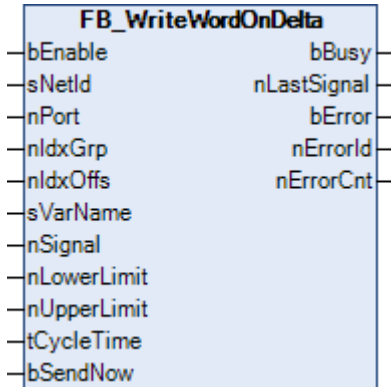 FB_WriteWordOnDelta
bEnable bBusy
sNetId nLastSignal
nPort bError
nIdxGrp nErrorId
nIdxOffs nErrorCnt
sVarName
nSignal
nLowerLimit
nUpperLimit
tCycleTime
bSendNow